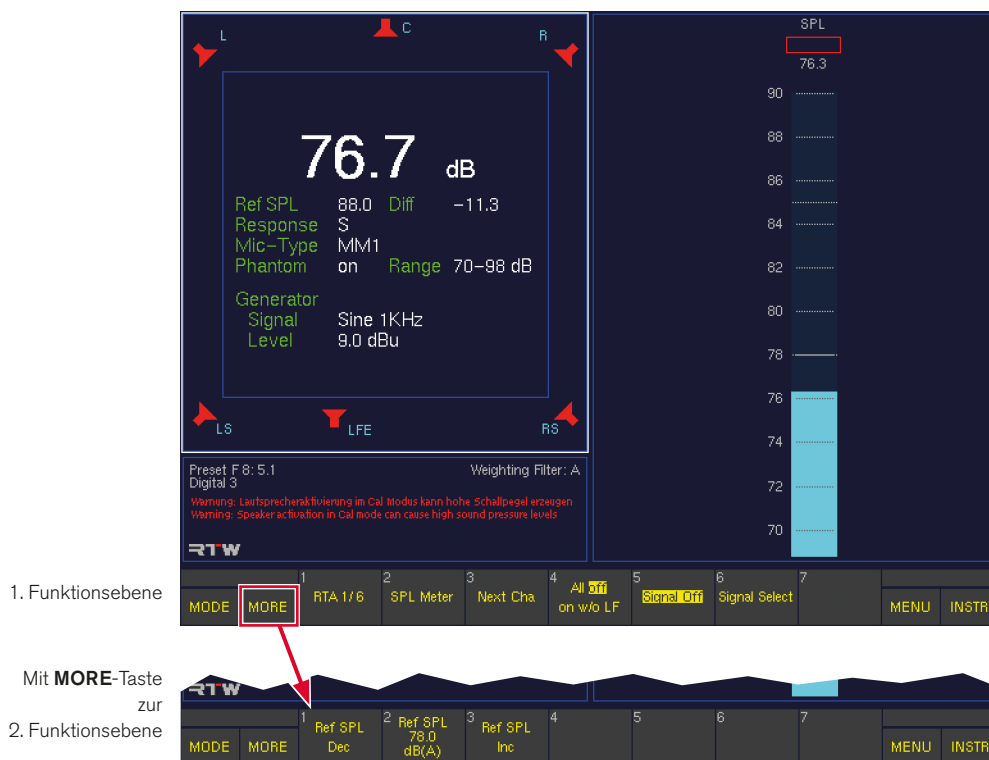 L
C
R
76.7 dB
Ref SPL 88.0 Diff -11.3
Response S
Mic-Type MM1
Phantom on Range 70-98 dB
Generator
Signal Sine 1KHz
Level 9.0 dBu
LS
LFE
RS
Preset F 8: 5.1 Weighting Filter: A
Digital 3
Warnung: Lautsprecheraktivierung im Cal Modus kann hohe Schallpegel erzeugen
Warning: Speaker activation in Cal mode can cause high sound pressure levels
RTW
SPL
76.3
90
88
86
84
82
80
78
76
74
72
70
1. Funktionsebene
MODE
MORE
1
RTA 1/6
2
SPL Meter
3
Next Cha
4
All off
on w/o LF
5
Signal Off
6
Signal Select
7
MENU
INSTR
Mit MORE-Taste
zur
2. Funktionsebene
RTW
MODE
MORE
1
Ref SPL
Dec
2
Ref SPL
78.0
dB(A)
3
Ref SPL
Inc
4
5
6
7
MENU
INSTR